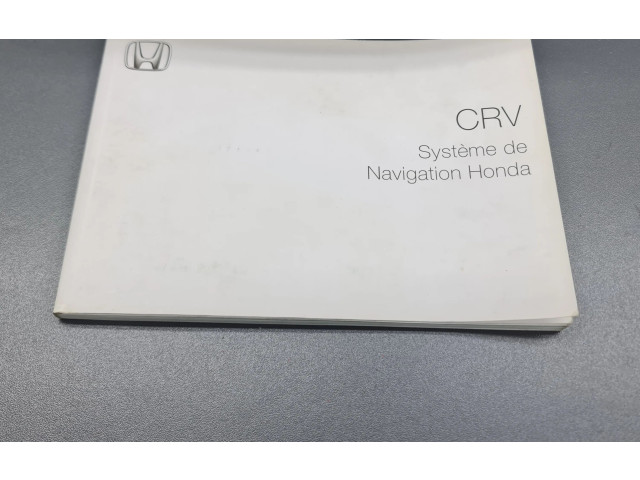 CRV
Système de
Navigation Honda